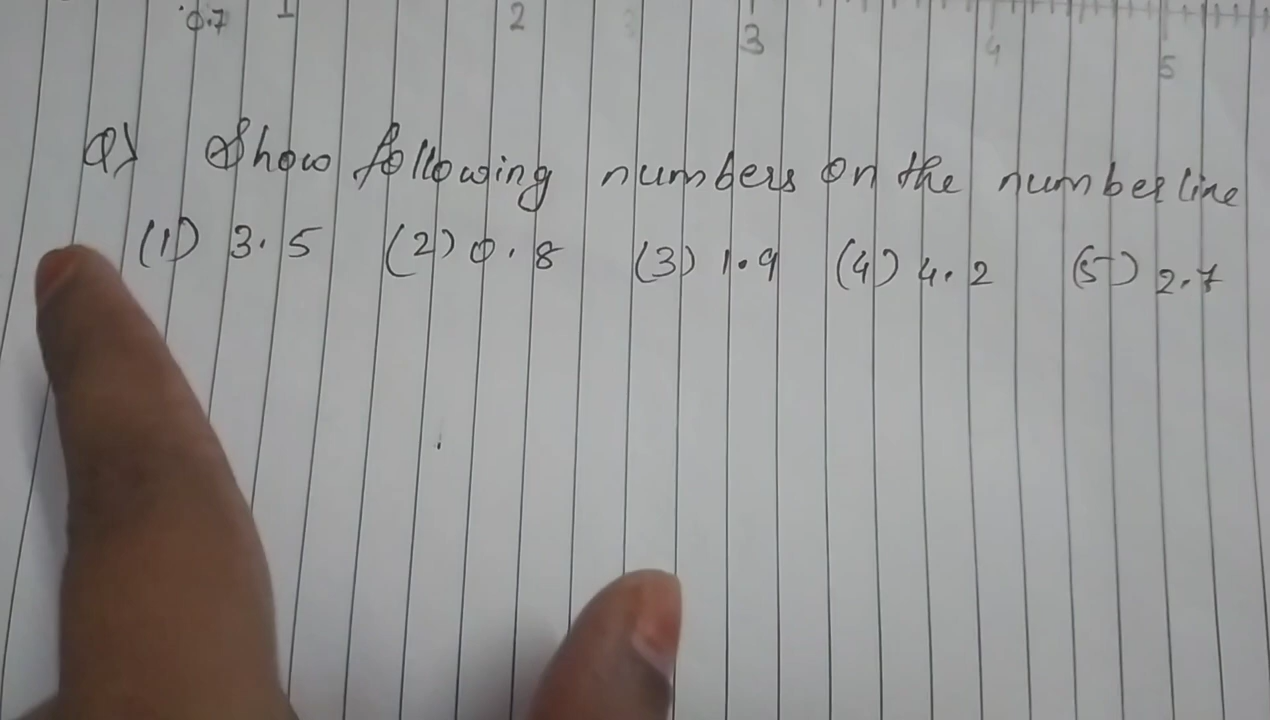 0.7 1 2 3 4 5
Q) Show following numbers on the number line
(1) 3.5 (2) 0.8 (3) 1.9 (4) 4.2 (5) 2.7